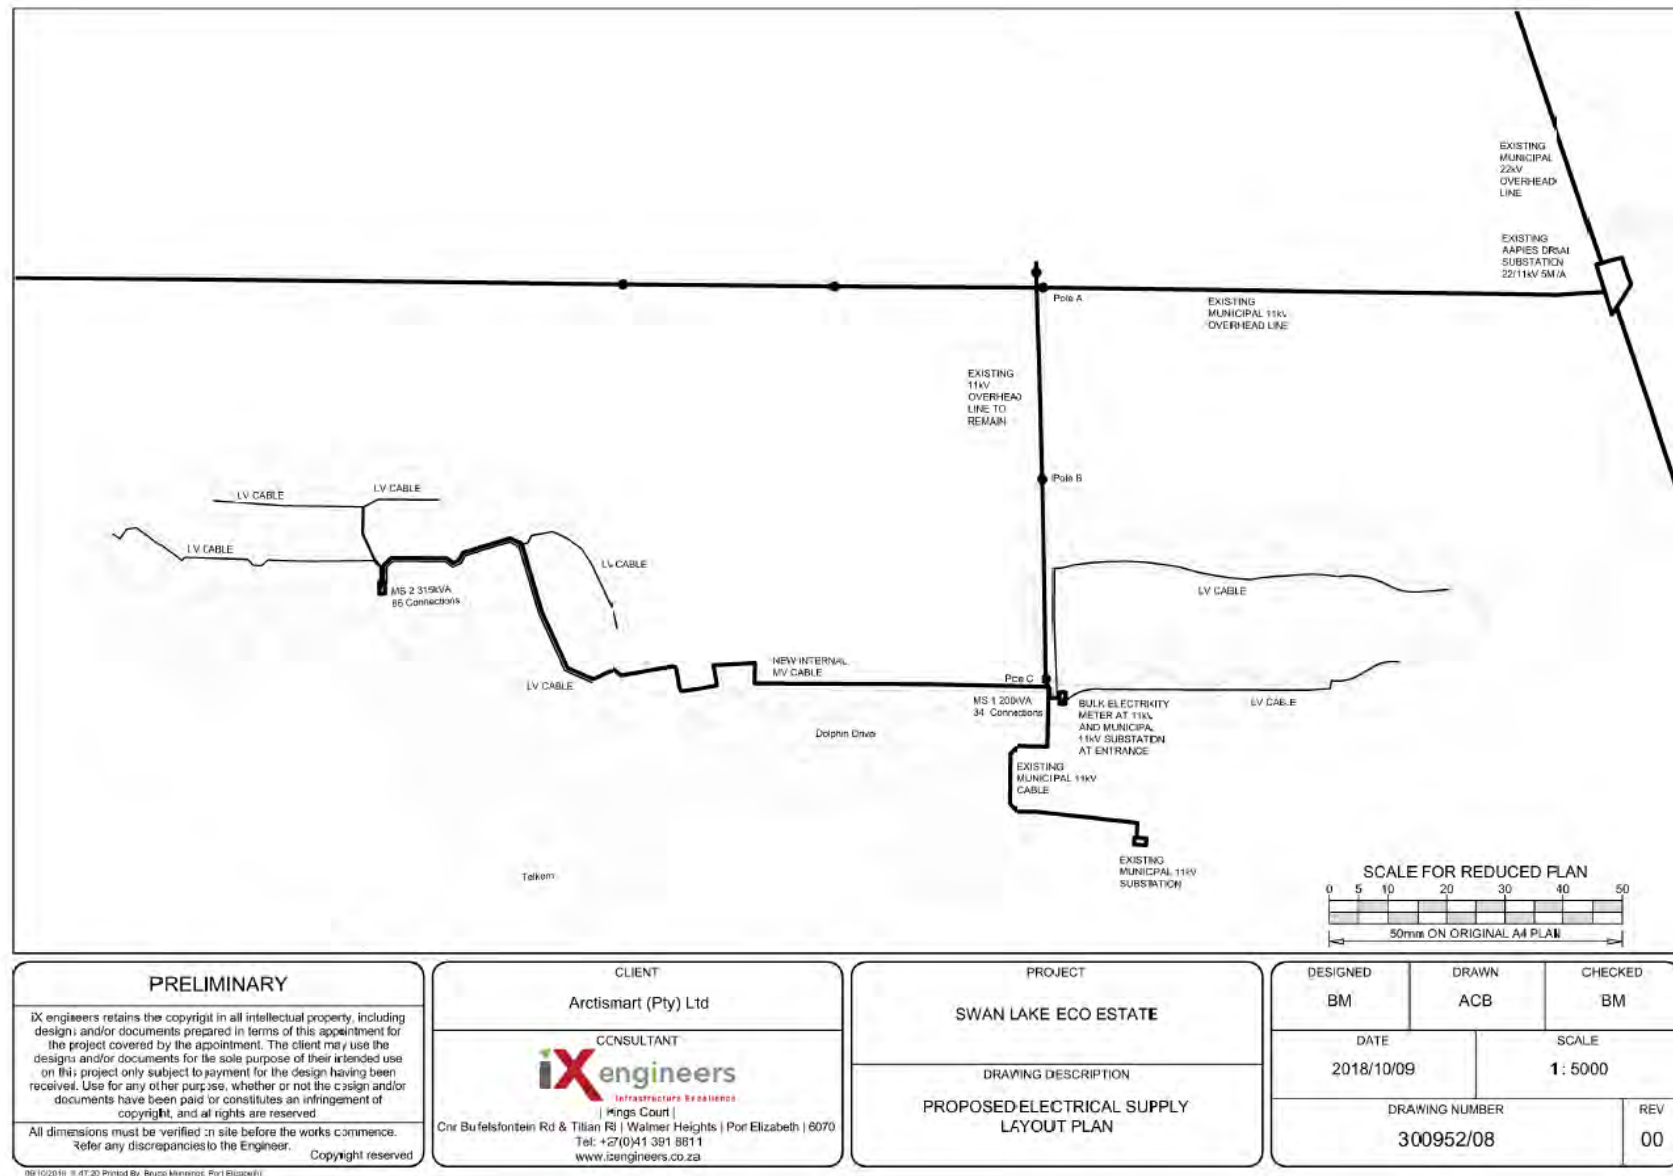 EXISTING
MUNICIPAL
22kV
OVERHEAD
LINE
EXISTING
AAPIES DRAAI
SUBSTATION
22/11kV 5MVA
Pole A
EXISTING
MUNICIPAL 11kV
OVERHEAD LINE
EXISTING
11kV
OVERHEAD
LINE TO
REMAIN
Pole B
LV CABLE
LV CABLE
LV CABLE
LV CABLE
MS 2 315kVA
86 Connections
LV CABLE
NEW INTERNAL
MV CABLE
LV CABLE
Pole C
MS 1 200kVA
34 Connections
BULK ELECTRICITY
METER AT 11kV
AND MUNICIPAL
11kV SUBSTATION
AT ENTRANCE
LV CABLE
Dolphin Drive
EXISTING
MUNICIPAL 11kV
CABLE
EXISTING
MUNICIPAL 11kV
SUBSTATION
Telkom
SCALE FOR REDUCED PLAN
0 5 10 20 30 40 50
50mm ON ORIGINAL A4 PLAN
PRELIMINARY
iX engineers retains the copyright in all intellectual property, including
designs and/or documents prepared in terms of this appointment for
the project covered by the appointment. The client may use the
designs and/or documents for the sole purpose of their intended use
on this project only subject to payment for the design having been
received. Use for any other purpose, whether or not the design and/or
documents have been paid for constitutes an infringement of
copyright, and all rights are reserved
All dimensions must be verified on site before the works commence.
Refer any discrepancies to the Engineer.
Copyright reserved
CLIENT
Arctismart (Pty) Ltd
CONSULTANT
iX engineers
Infrastructure Excellence
| Kings Court |
Cnr Buffelsfontein Rd & Titian Rd | Walmer Heights | Port Elizabeth | 6070
Tel: +27(0)41 391 8811
www.ixengineers.co.za
PROJECT
SWAN LAKE ECO ESTATE
DRAWING DESCRIPTION
PROPOSED ELECTRICAL SUPPLY
LAYOUT PLAN
DESIGNED DRAWN CHECKED
BM ACB BM
DATE SCALE
2018/10/09 1 : 5000
DRAWING NUMBER REV
300952/08 00